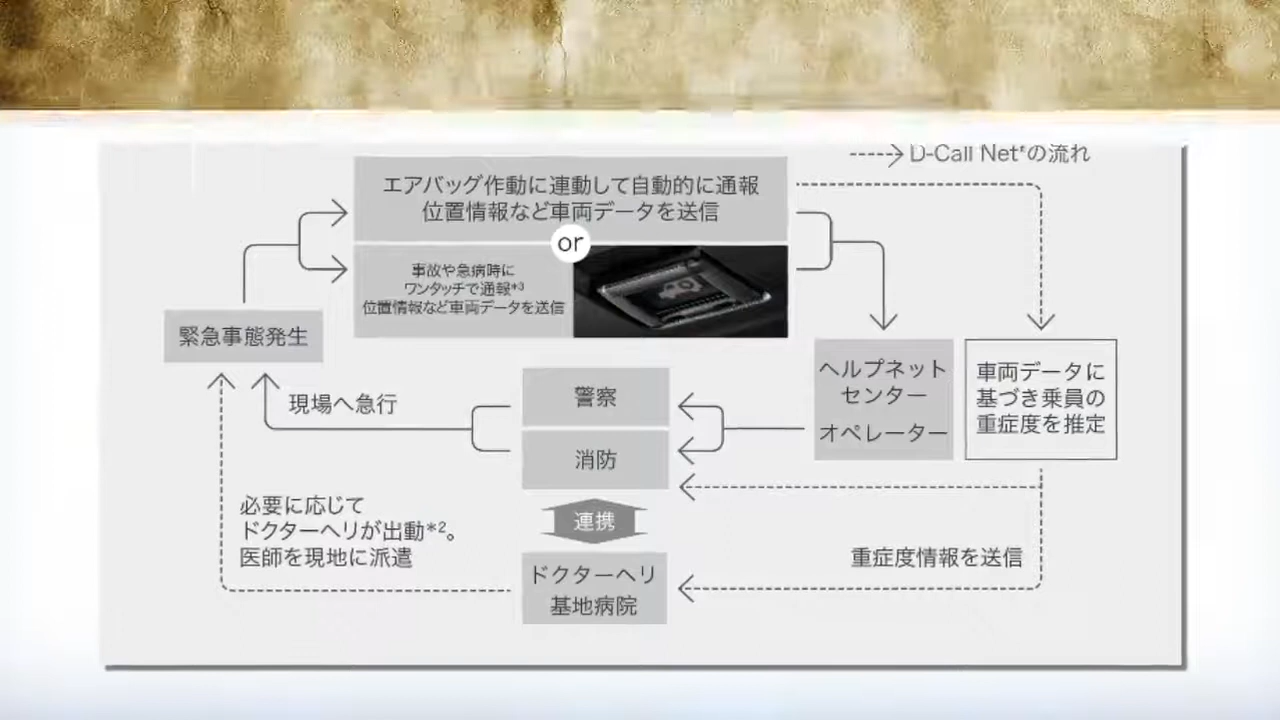 D-Call Net*の流れ
エアバッグ作動に連動して自動的に通報
位置情報など車両データを送信
or
事故や急病時に
ワンタッチで通報*3
位置情報など車両データを送信
緊急事態発生
ヘルプネット
センター
オペレーター
車両データに
基づき乗員の
重症度を推定
現場へ急行
警察
消防
連携
必要に応じて
ドクターヘリが出動*2。
医師を現地に派遣
重症度情報を送信
ドクターヘリ
基地病院